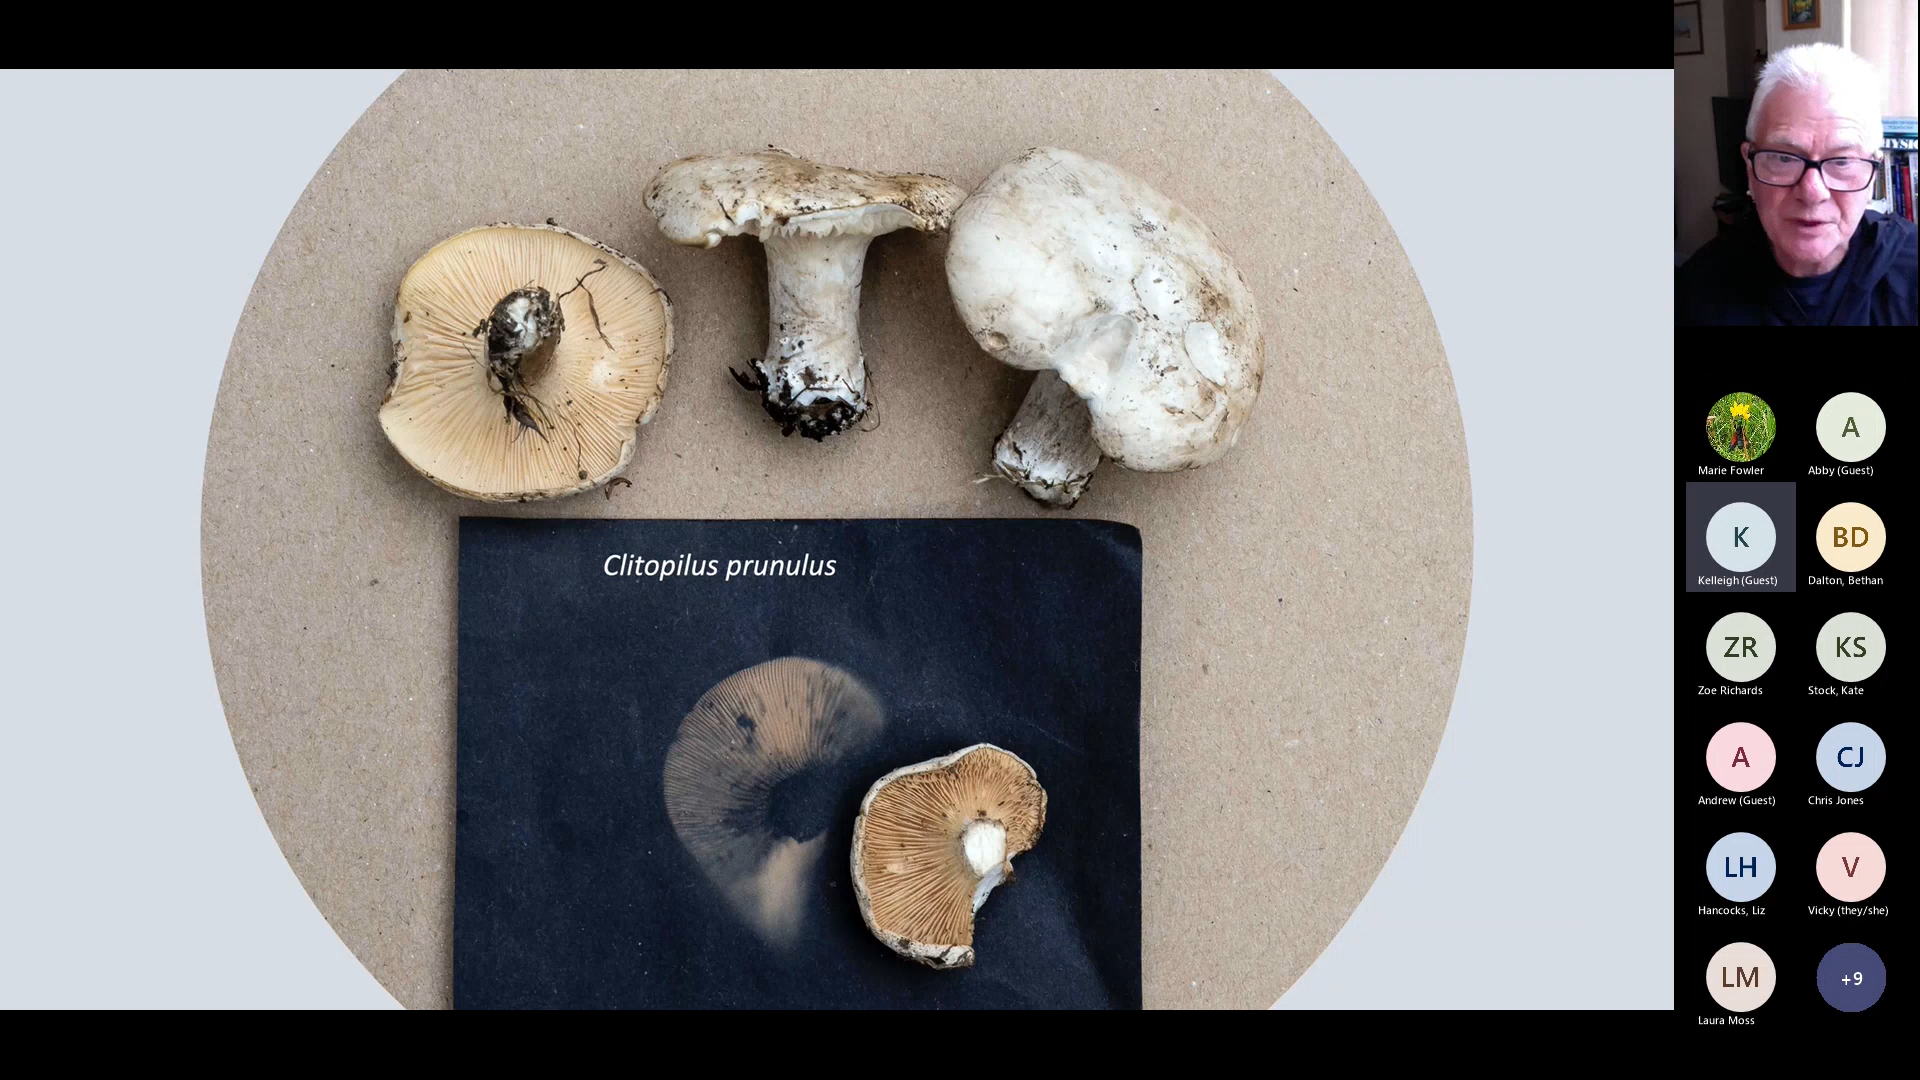 Clitopilus prunulus
Marie Fowler
A
Abby (Guest)
K
Kelleigh (Guest)
BD
Dalton, Bethan
ZR
Zoe Richards
KS
Stock, Kate
A
Andrew (Guest)
CJ
Chris Jones
LH
Hancocks, Liz
V
Vicky (they/she)
LM
Laura Moss
+9